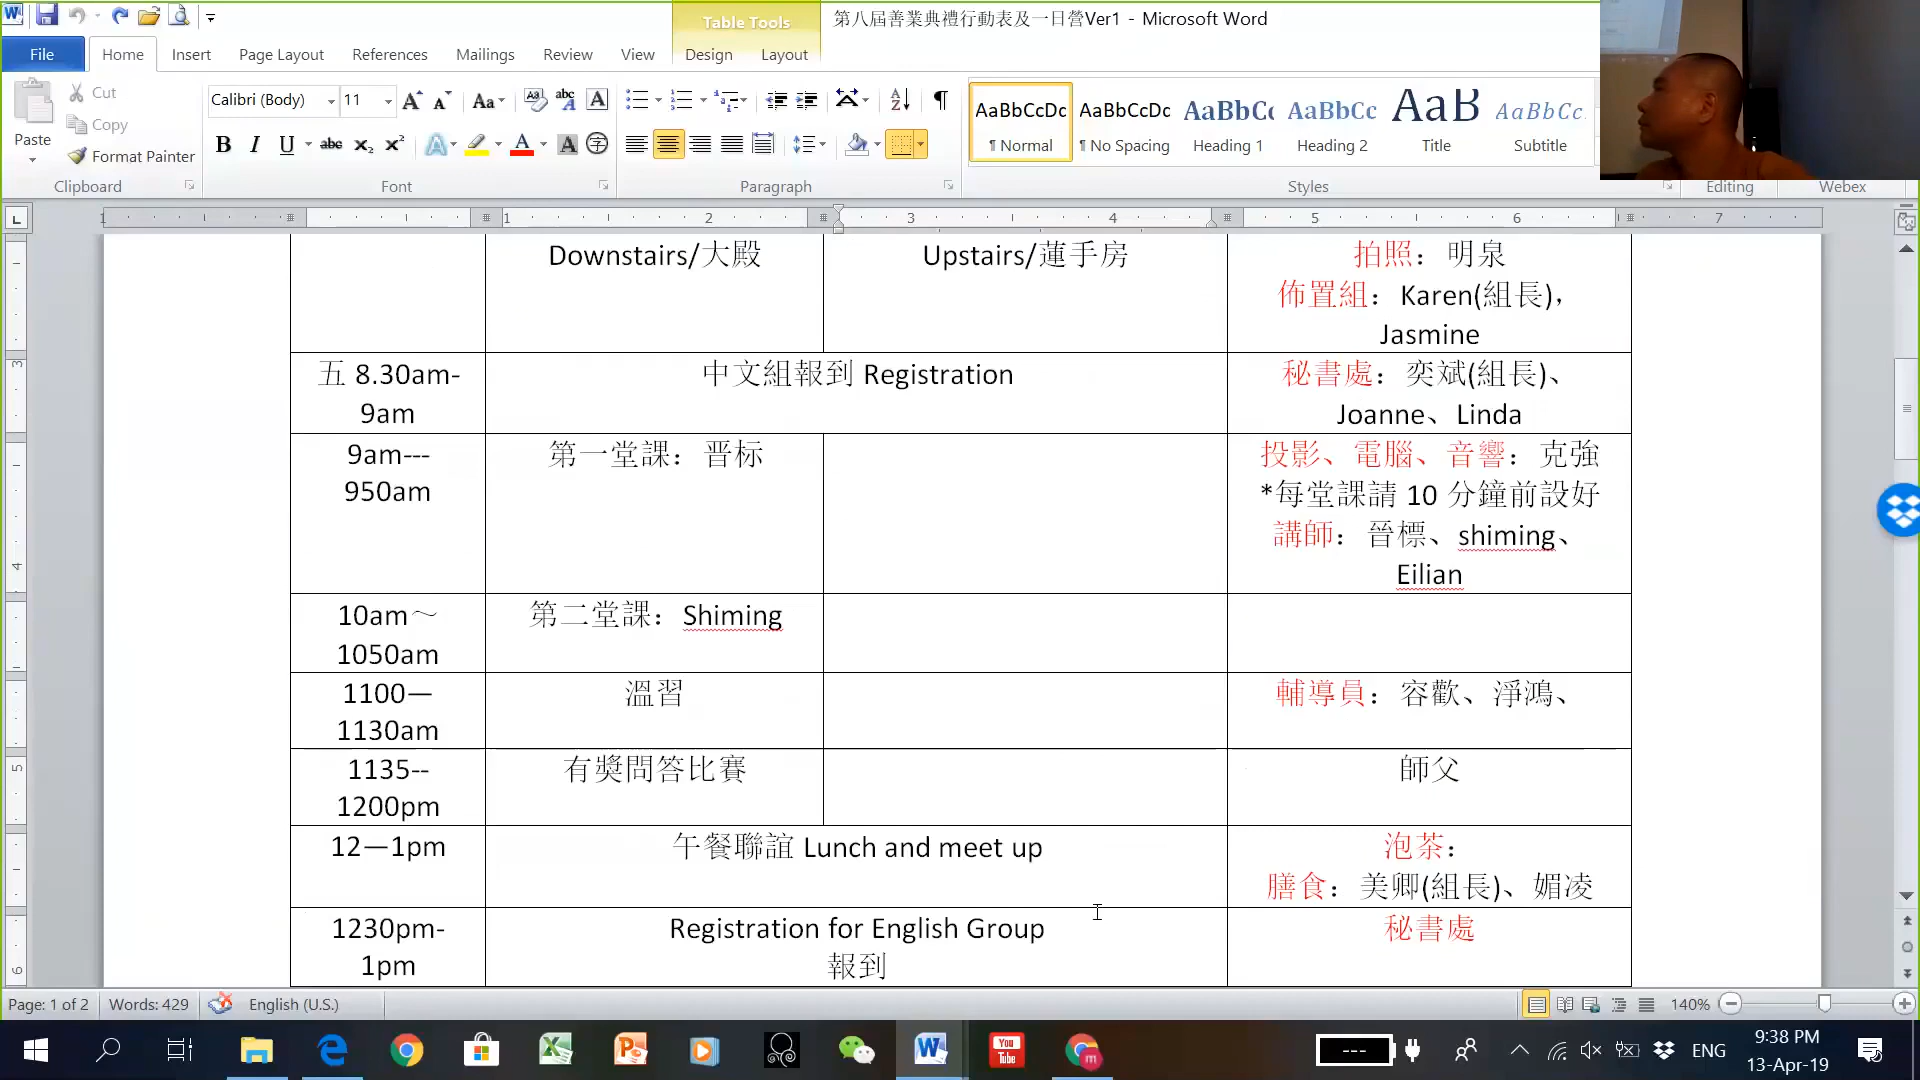 第八屆善業典禮行動表及一日營Ver1 - Microsoft Word
Table Tools
File Home Insert Page Layout References Mailings Review View Design Layout
Paste
Cut
Copy
Format Painter
Clipboard
Calibri (Body) 11
Font
Paragraph
AaBbCcDc AaBbCcDc AaBbCc AaBbCc AaB AaBbCc.
¶ Normal ¶ No Spacing Heading 1 Heading 2 Title Subtitle
Styles
Editing
Webex
1 1 2 3 4 5 6 7
Downstairs/大殿
Upstairs/蓮手房
拍照：明泉
佈置組：Karen(組長),
Jasmine
五 8.30am-
9am
中文組報到 Registration
秘書處：奕斌(組長)、
Joanne、Linda
9am---
950am
第一堂課：晋标
投影、電腦、音響：克強
*每堂課請 10 分鐘前設好
講師：晉標、shiming、
Eilian
10am～
1050am
第二堂課：Shiming
1100—
1130am
溫習
輔導員：容歡、淨鴻、
1135--
1200pm
有獎問答比賽
師父
12—1pm
午餐聯誼 Lunch and meet up
泡茶：
膳食：美卿(組長)、媚凌
1230pm-
1pm
Registration for English Group
報到
秘書處
Page: 1 of 2 Words: 429 English (U.S.) 140%
ENG
9:38 PM
13-Apr-19